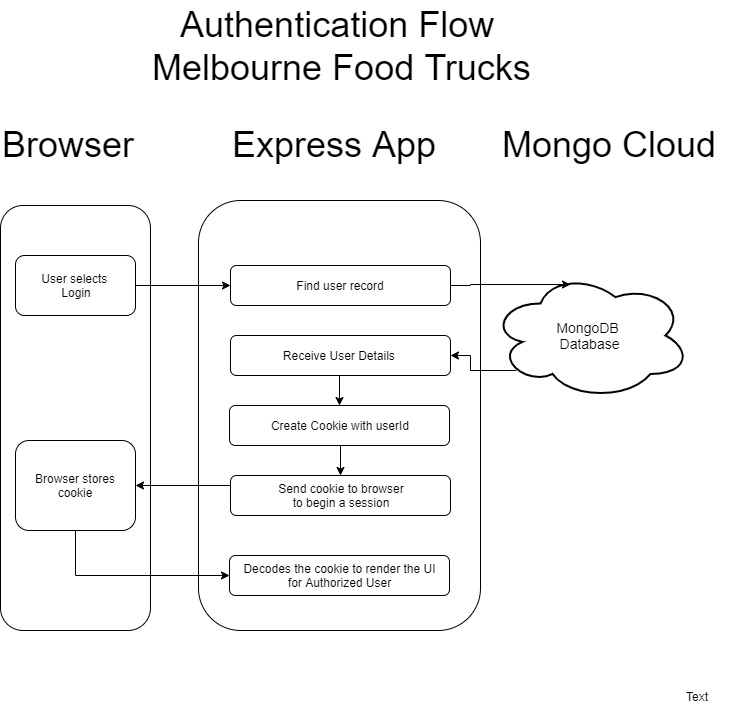 Authentication Flow
Melbourne Food Trucks
Browser
Express App
Mongo Cloud
User selects
Login
Find user record
MongoDB
Database
Receive User Details
Create Cookie with userId
Browser stores
cookie
Send cookie to browser
to begin a session
Decodes the cookie to render the UI
for Authorized User
Text